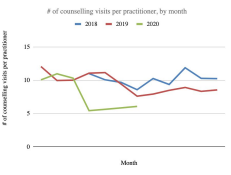 # of counselling visits per practitioner, by month
2018 2019 2020
# of counselling visits per practitioner
15
10
5
0
Month